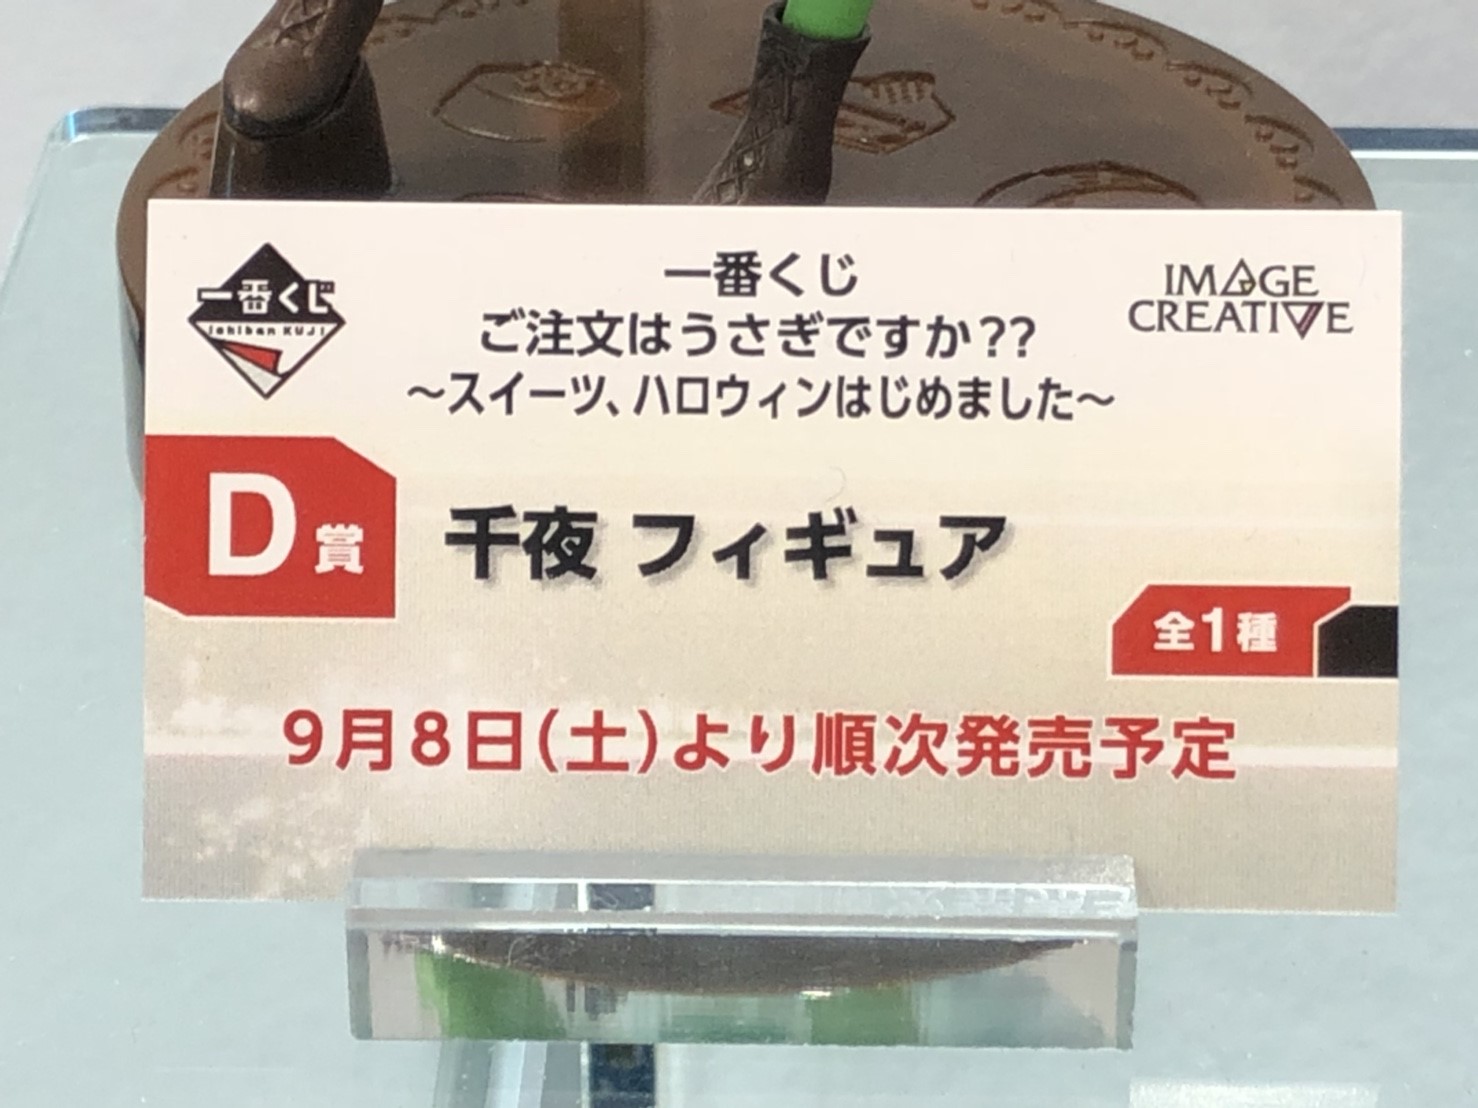 一番くじ
Ichiban KUJI
一番くじ
ご注文はうさぎですか??
～スイーツ、ハロウィンはじめました～
IMAGE
CREATIVE
D賞
千夜 フィギュア
全1種
9月8日(土)より順次発売予定